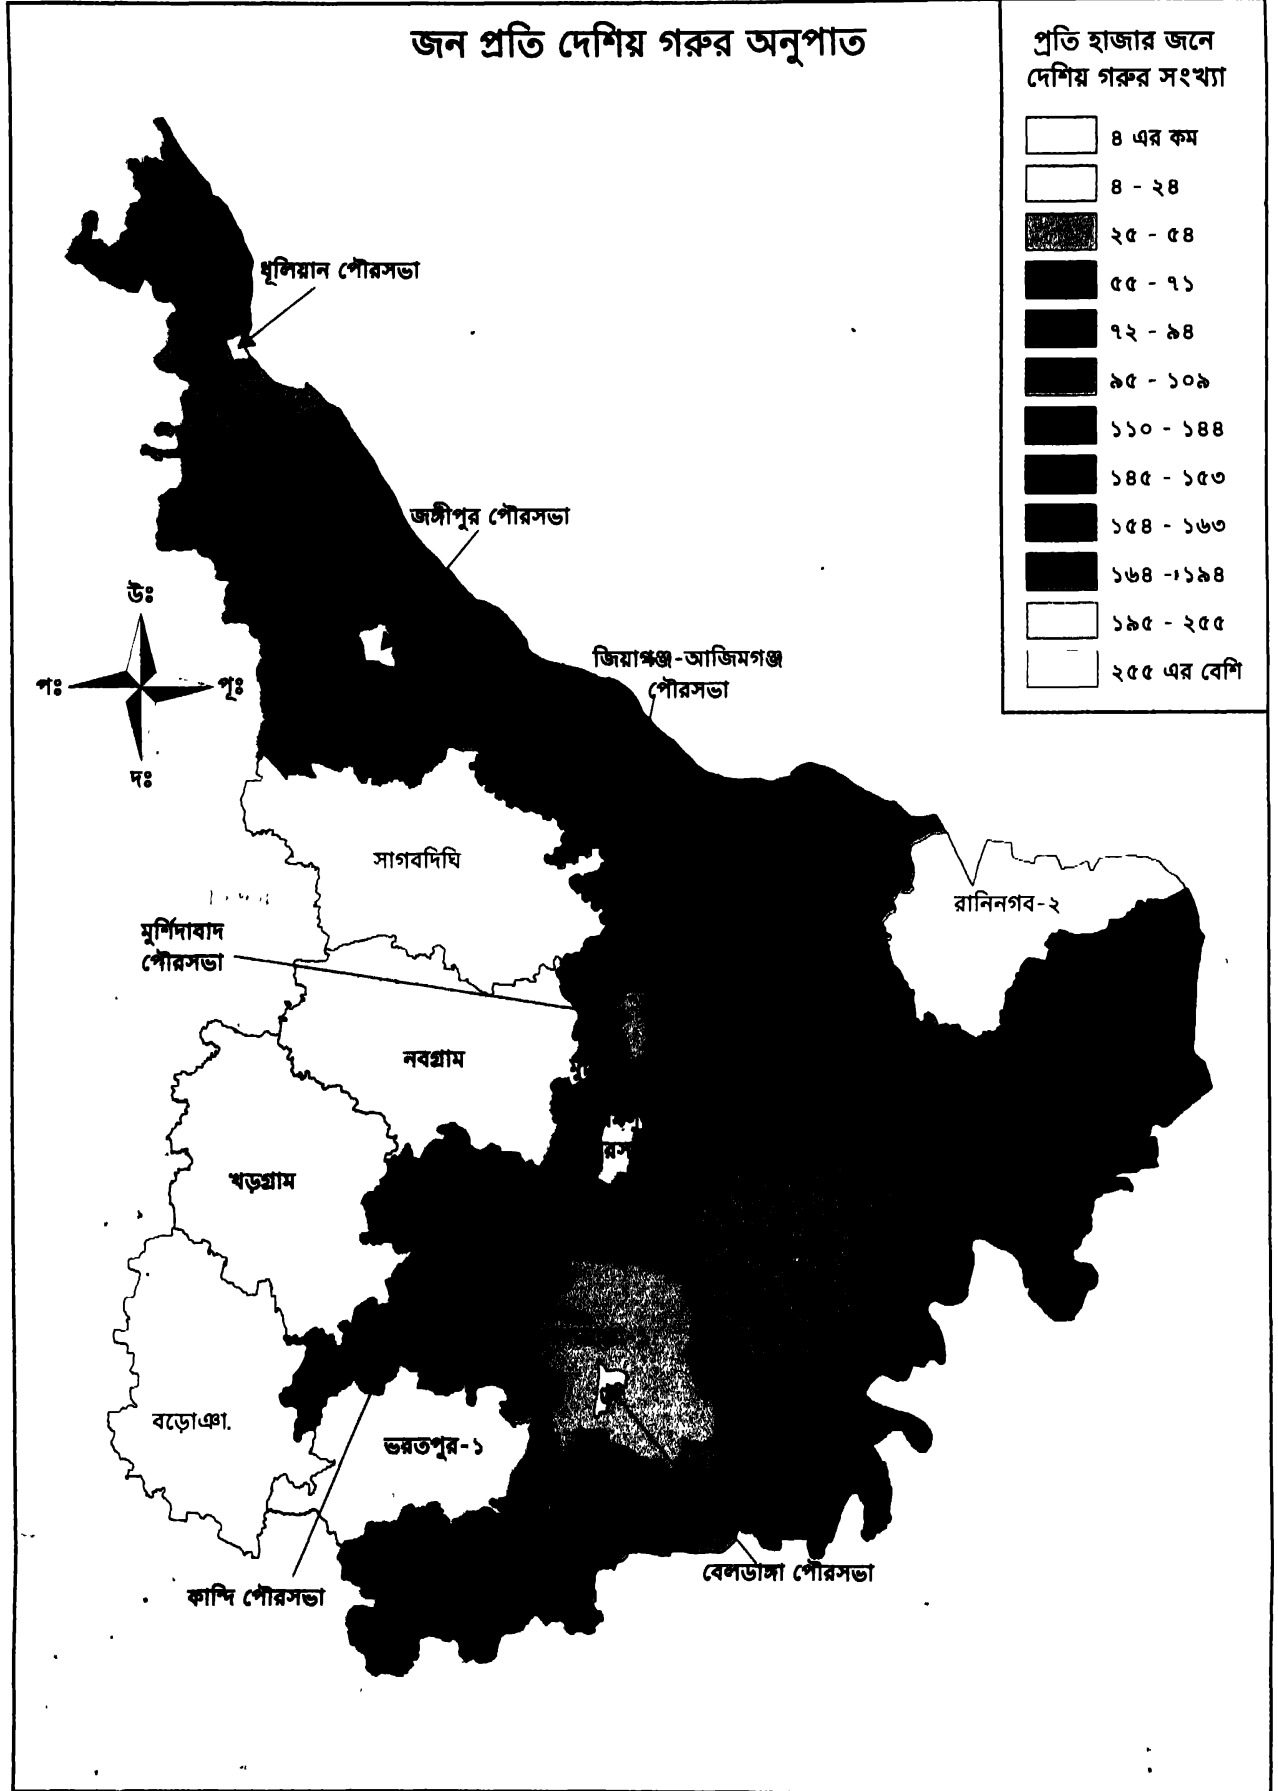 জন প্রতি দেশিয় গরুর অনুপাত
প্রতি হাজার জনে
দেশিয় গরুর সংখ্যা
৪ এর কম
৪ - ২৪
২৫ - ৫৪
৫৫ - ৭১
৭২ - ৯৪
৯৫ - ১০৯
১১০ - ১৪৪
১৪৫ - ১৫৩
১৫৪ - ১৬৩
১৬৪ - ১৯৪
১৯৫ - ২৫৫
২৫৫ এর বেশি
ধূলিয়ান পৌরসভা
জঙ্গীপুর পৌরসভা
উঃ
পঃ
পূঃ
দঃ
জিয়াগঞ্জ-আজিমগঞ্জ
পৌরসভা
সাগবদিঘি
রানিনগব-২
মুর্শিদাবাদ
পৌরসভা
নবগ্রাম
খড়গ্রাম
বড়োঞা.
ভরতপুর-১
কান্দি পৌরসভা
বেলডাঙ্গা পৌরসভা